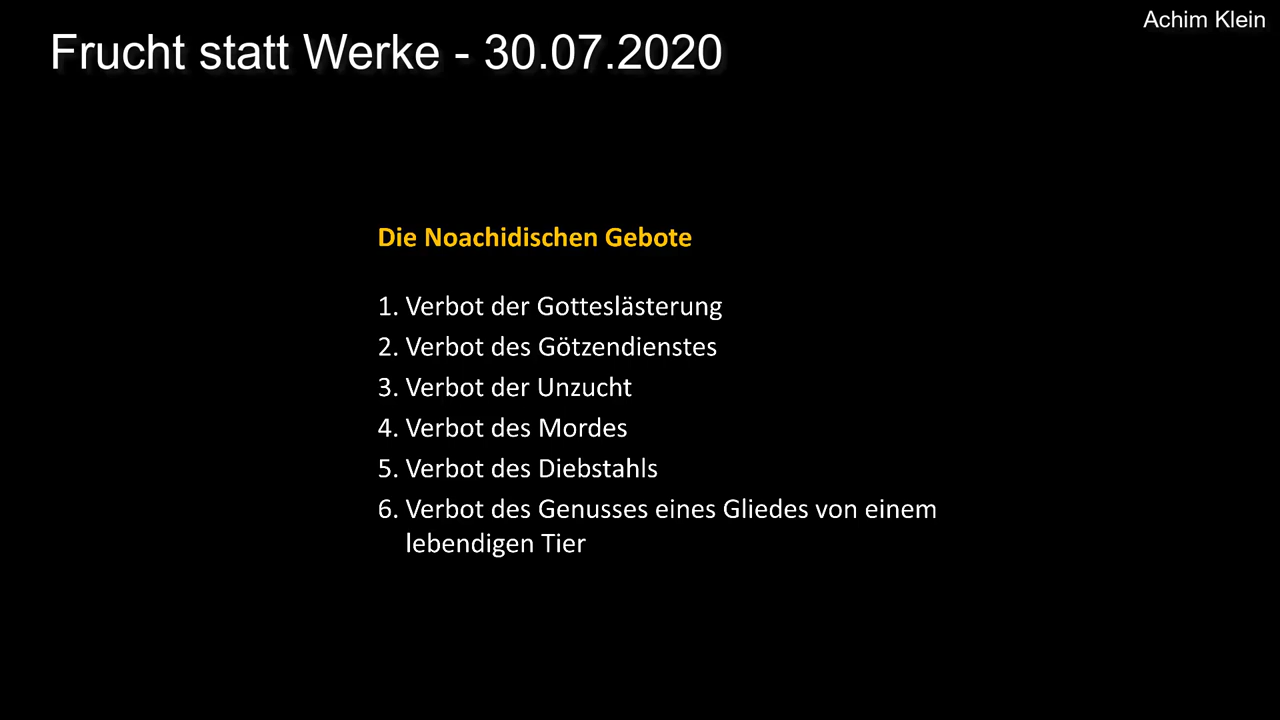 Achim Klein
Frucht statt Werke - 30.07.2020
Die Noachidischen Gebote
1. Verbot der Gotteslästerung
2. Verbot des Götzendienstes
3. Verbot der Unzucht
4. Verbot des Mordes
5. Verbot des Diebstahls
6. Verbot des Genusses eines Gliedes von einem
lebendigen Tier